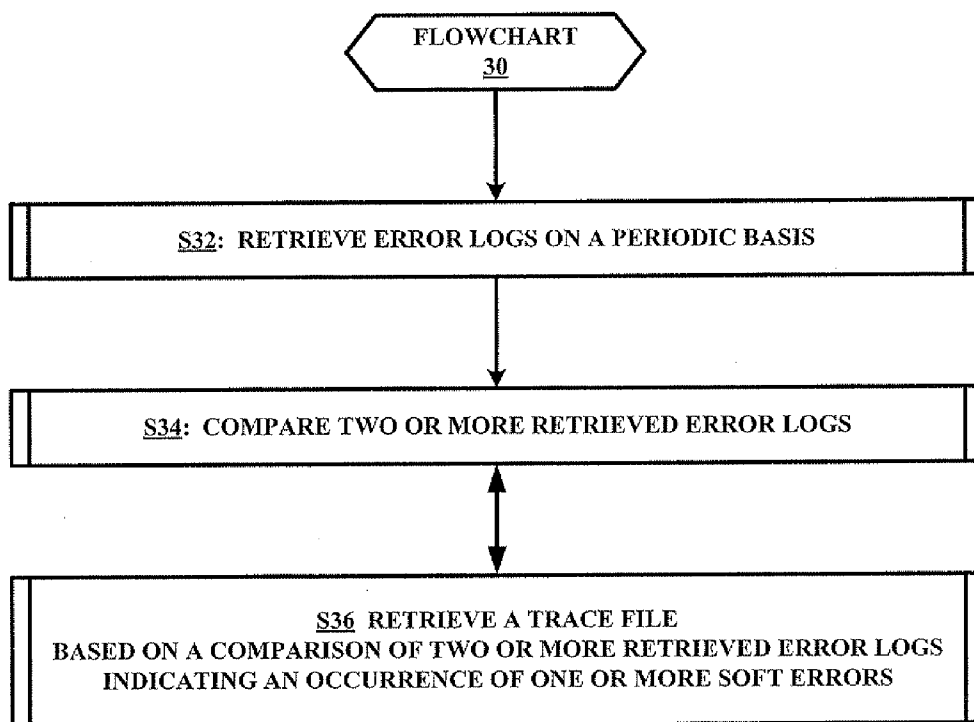 FLOWCHART
30
S32: RETRIEVE ERROR LOGS ON A PERIODIC BASIS
S34: COMPARE TWO OR MORE RETRIEVED ERROR LOGS
S36 RETRIEVE A TRACE FILE
BASED ON A COMPARISON OF TWO OR MORE RETRIEVED ERROR LOGS
INDICATING AN OCCURRENCE OF ONE OR MORE SOFT ERRORS